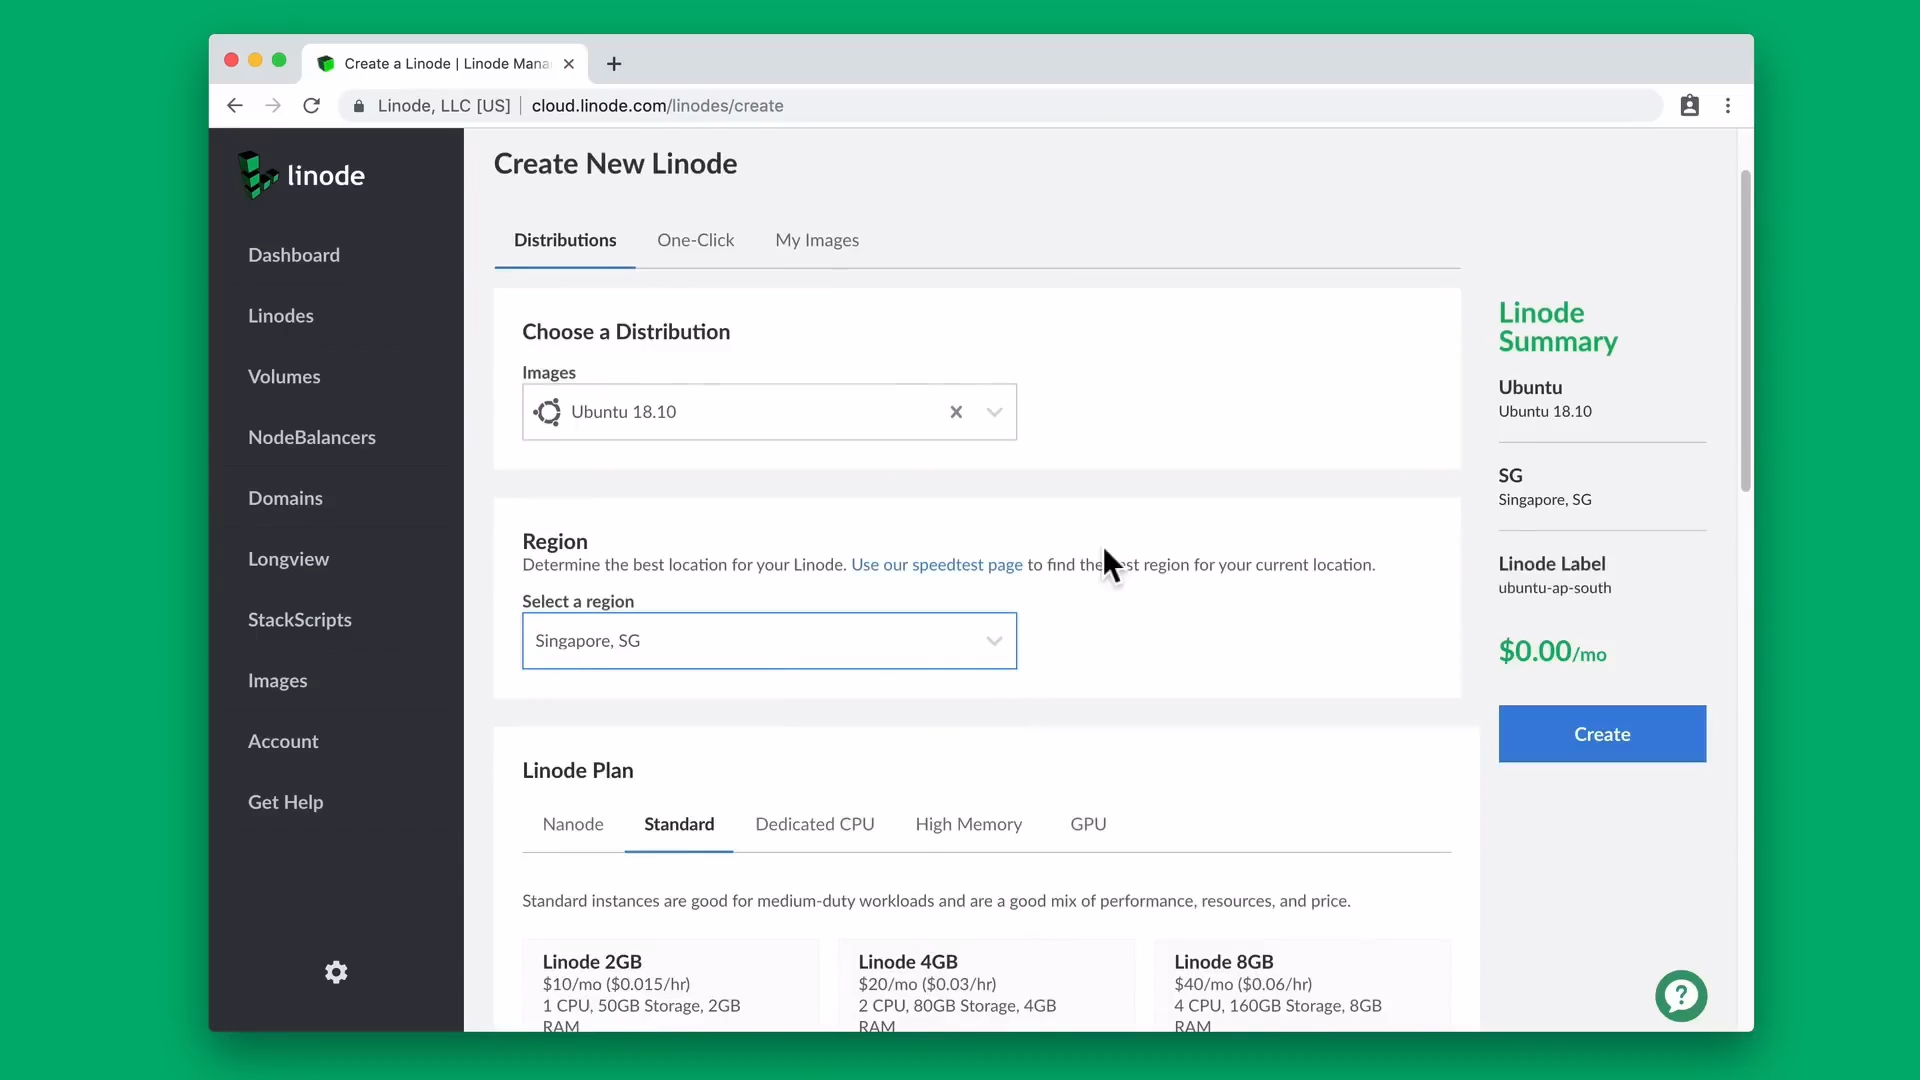 Create a Linode | Linode Mana
Linode, LLC [US] | cloud.linode.com/linodes/create
linode
Dashboard
Linodes
Volumes
NodeBalancers
Domains
Longview
StackScripts
Images
Account
Get Help
Create New Linode
Distributions One-Click My Images
Choose a Distribution
Images
Ubuntu 18.10
Region
Determine the best location for your Linode. Use our speedtest page to find the est region for your current location.
Select a region
Singapore, SG
Linode Plan
Nanode Standard Dedicated CPU High Memory GPU
Standard instances are good for medium-duty workloads and are a good mix of performance, resources, and price.
Linode 2GB
$10/mo ($0.015/hr)
1 CPU, 50GB Storage, 2GB
RAM
Linode 4GB
$20/mo ($0.03/hr)
2 CPU, 80GB Storage, 4GB
RAM
Linode 8GB
$40/mo ($0.06/hr)
4 CPU, 160GB Storage, 8GB
RAM
Linode
Summary
Ubuntu
Ubuntu 18.10
SG
Singapore, SG
Linode Label
ubuntu-ap-south
$0.00/mo
Create